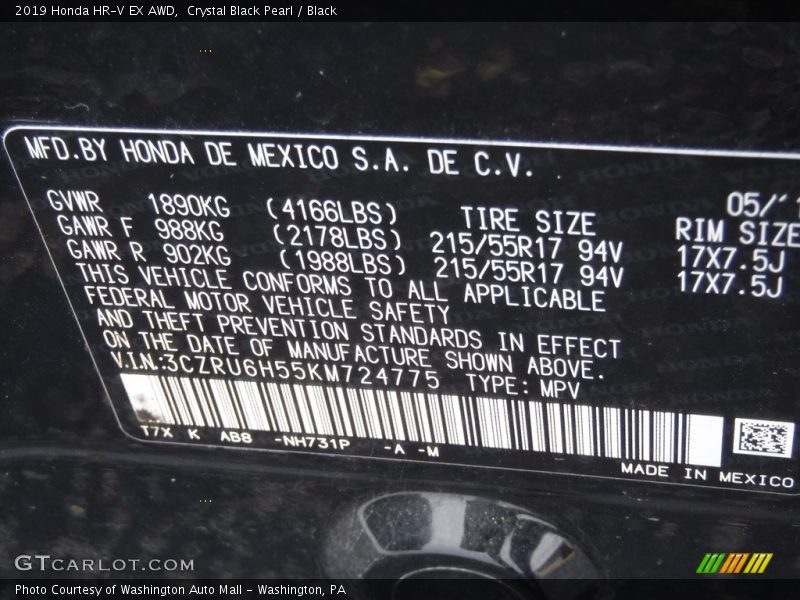 2019 Honda HR-V EX AWD,  Crystal Black Pearl / Black
MFD.BY HONDA DE MEXICO S.A. DE C.V.
05/'1
GVWR 1890KG (4166LBS) TIRE SIZE RIM SIZE
GAWR F 988KG (2178LBS) 215/55R17 94V 17X7.5J
GAWR R 902KG (1988LBS) 215/55R17 94V 17X7.5J
THIS VEHICLE CONFORMS TO ALL APPLICABLE
FEDERAL MOTOR VEHICLE SAFETY
AND THEFT PREVENTION STANDARDS IN EFFECT
ON THE DATE OF MANUFACTURE SHOWN ABOVE.
V.I.N:3CZRU6H55KM724775 TYPE: MPV
T7X K AB8 -NH731P -A -M
MADE IN MEXICO
GTCARLOT.COM
Photo Courtesy of Washington Auto Mall - Washington, PA